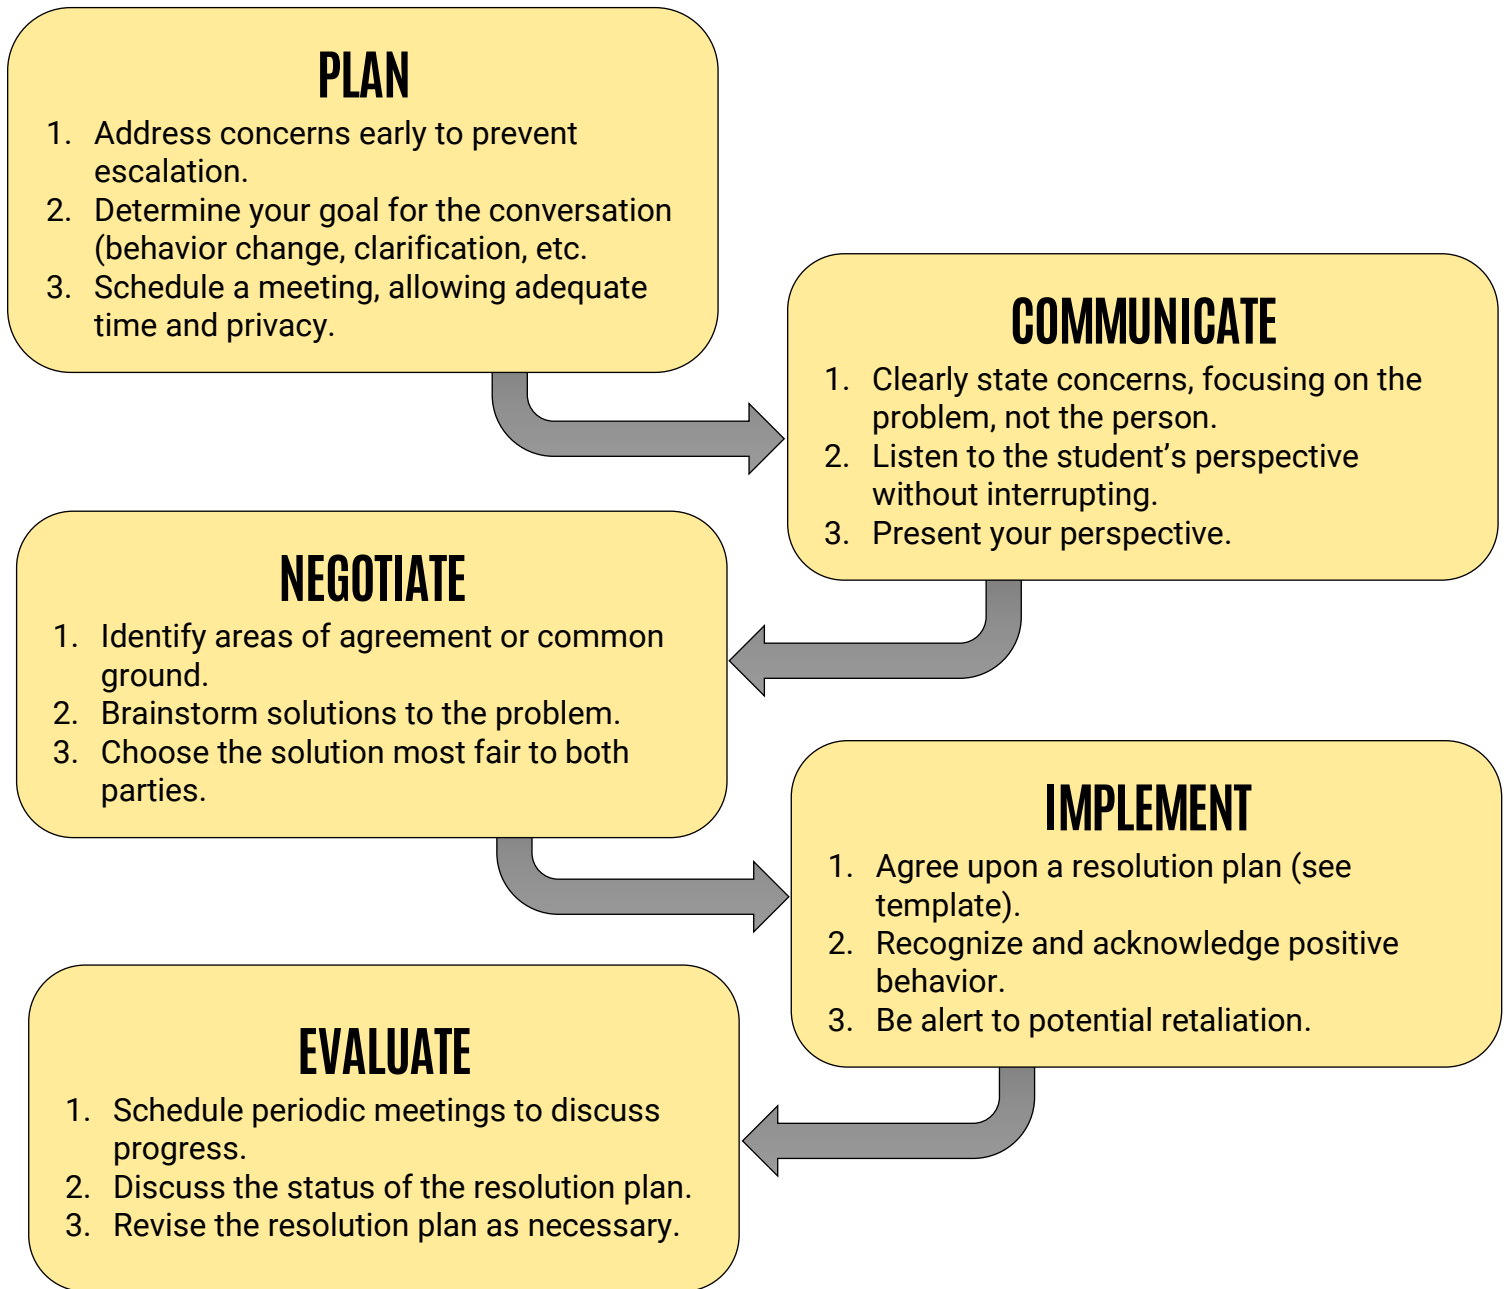 PLAN
1. Address concerns early to prevent
escalation.
2. Determine your goal for the conversation
(behavior change, clarification, etc.
3. Schedule a meeting, allowing adequate
time and privacy.
COMMUNICATE
1. Clearly state concerns, focusing on the
problem, not the person.
2. Listen to the student’s perspective
without interrupting.
3. Present your perspective.
NEGOTIATE
1. Identify areas of agreement or common
ground.
2. Brainstorm solutions to the problem.
3. Choose the solution most fair to both
parties.
IMPLEMENT
1. Agree upon a resolution plan (see
template).
2. Recognize and acknowledge positive
behavior.
3. Be alert to potential retaliation.
EVALUATE
1. Schedule periodic meetings to discuss
progress.
2. Discuss the status of the resolution plan.
3. Revise the resolution plan as necessary.